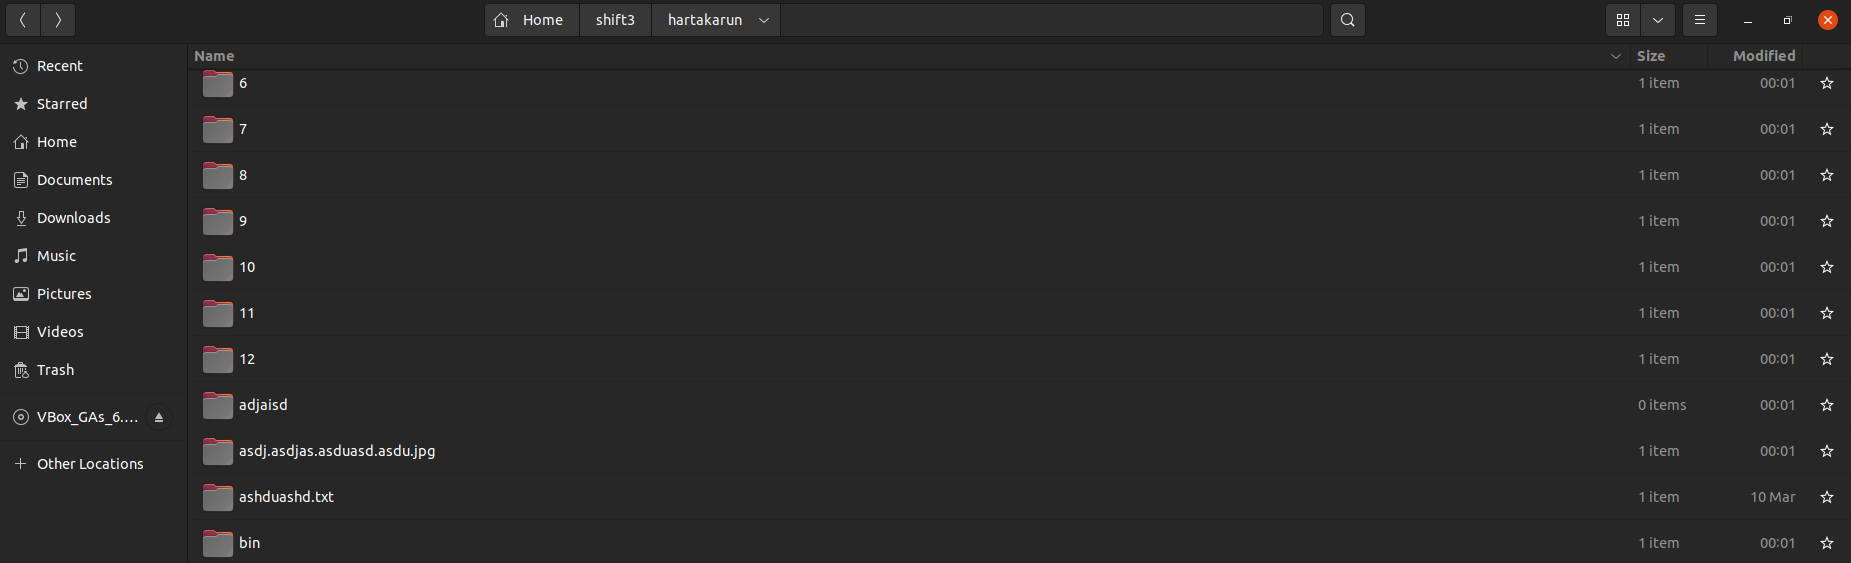 Home shift3 hartakarun
Recent
Starred
Home
Documents
Downloads
Music
Pictures
Videos
Trash
VBox_GAs_6....
Other Locations
Name Size Modified
6 1 item 00:01
7 1 item 00:01
8 1 item 00:01
9 1 item 00:01
10 1 item 00:01
11 1 item 00:01
12 1 item 00:01
adjaisd 0 items 00:01
asdj.asdjas.asduasd.asdu.jpg 1 item 00:01
ashduashd.txt 1 item 10 Mar
bin 1 item 00:01